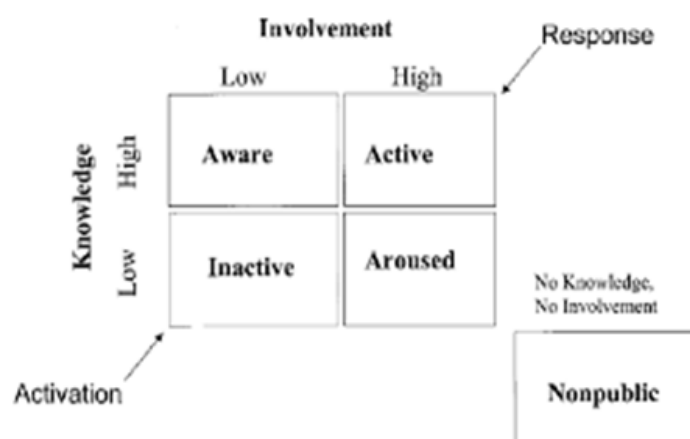 Involvement
Response
Low
High
Knowledge
High
Aware
Active
Low
Inactive
Aroused
No Knowledge,
No Involvement
Activation
Nonpublic